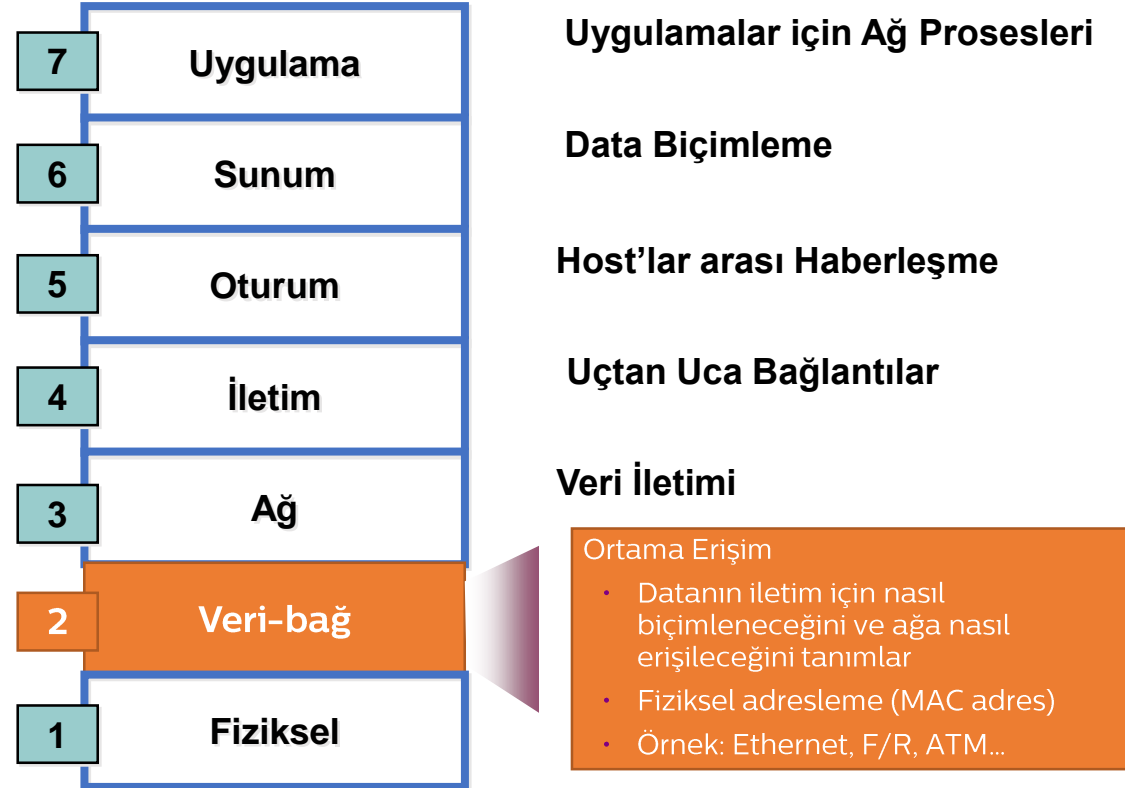 7
Uygulama
Uygulamalar için Ağ Prosesleri
6
Sunum
Data Biçimleme
5
Oturum
Host’lar arası Haberleşme
4
İletim
Uçtan Uca Bağlantılar
3
Ağ
Veri İletimi
2
Veri-bağ
Ortama Erişim
• Datanın iletim için nasıl
biçimleneceğini ve ağa nasıl
erişileceğini tanımlar
• Fiziksel adresleme (MAC adres)
• Örnek: Ethernet, F/R, ATM…
1
Fiziksel